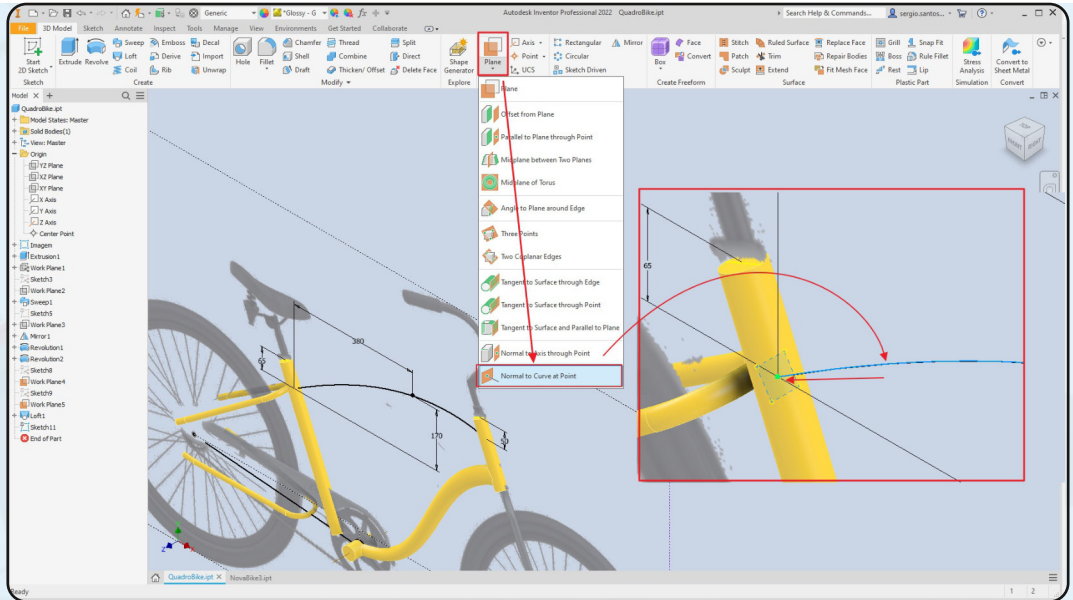 Generic
*Glossy - G
Autodesk Inventor Professional 2022 QuadroBike.ipt
Search Help & Commands...
sergio.santos...
File 3D Model Sketch Annotate Inspect Tools Manage View Environments Get Started Collaborate
Start
2D Sketch
Extrude
Revolve
Sweep
Loft
Coil
Emboss
Derive
Rib
Decal
Import
Unwrap
Hole
Fillet
Chamfer
Shell
Draft
Thread
Combine
Thicken/ Offset
Split
Direct
Delete Face
Shape
Generator
Plane
Axis
Point
UCS
Rectangular
Circular
Sketch Driven
Mirror
Box
Face
Convert
Stitch
Patch
Sculpt
Ruled Surface
Trim
Extend
Replace Face
Repair Bodies
Fit Mesh Face
Grill
Boss
Rest
Snap Fit
Rule Fillet
Lip
Stress
Analysis
Convert to
Sheet Metal
Sketch
Create
Modify
Explore
Create Freeform
Surface
Plastic Part
Simulation
Convert
Model
QuadroBike.ipt
Model States: Master
Solid Bodies(1)
View: Master
Origin
YZ Plane
XZ Plane
XY Plane
X Axis
Y Axis
Z Axis
Center Point
Imagem
Extrusion1
Work Plane1
Sketch3
Work Plane2
Sweep1
Sketch5
Work Plane3
Mirror1
Revolution1
Revolution2
Sketch8
Work Plane4
Sketch9
Work Plane5
Loft1
Sketch11
End of Part
Plane
Offset from Plane
Parallel to Plane through Point
Midplane between Two Planes
Midplane of Torus
Angle to Plane around Edge
Three Points
Two Coplanar Edges
Tangent to Surface through Edge
Tangent to Surface through Point
Tangent to Surface and Parallel to Plane
Normal to Axis through Point
Normal to Curve at Point
TOP
FRONT
RIGHT
65
380
65
170
50
Z
X
QuadroBike.ipt
NovaBike3.ipt
Ready
1 2